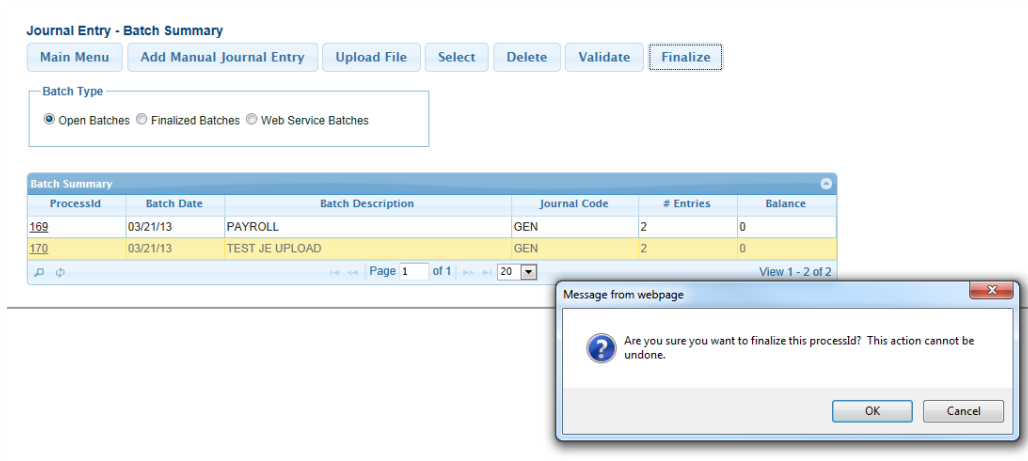 Journal Entry - Batch Summary
Main Menu Add Manual Journal Entry Upload File Select Delete Validate Finalize
Batch Type
Open Batches Finalized Batches Web Service Batches
Batch Summary
ProcessId Batch Date Batch Description Journal Code # Entries Balance
169 03/21/13 PAYROLL GEN 2 0
170 03/21/13 TEST JE UPLOAD GEN 2 0
Page 1 of 1 20 View 1 - 2 of 2
Message from webpage
Are you sure you want to finalize this processId? This action cannot be
undone.
OK Cancel